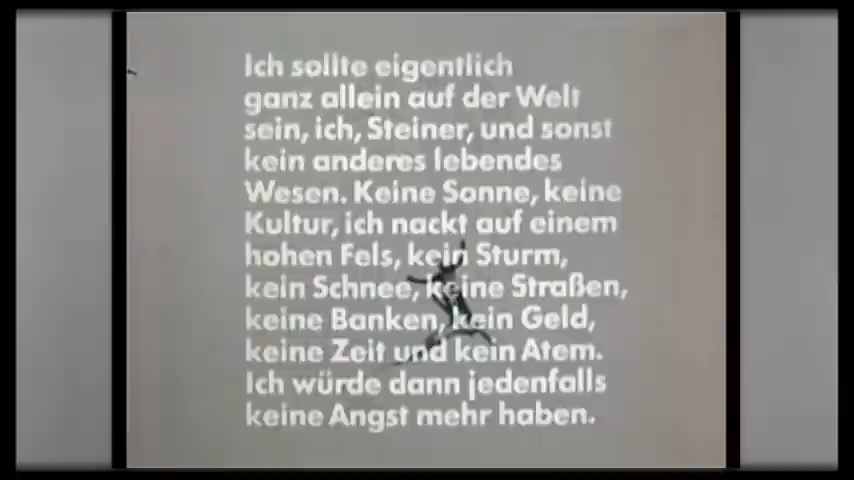 Ich sollte eigentlich
ganz allein auf der Welt
sein, ich, Steiner, und sonst
kein anderes lebendes
Wesen. Keine Sonne, keine
Kultur, ich nackt auf einem
hohen Fels, kein Sturm,
kein Schnee, keine Straßen,
keine Banken, kein Geld,
keine Zeit und kein Atem.
Ich würde dann jedenfalls
keine Angst mehr haben.